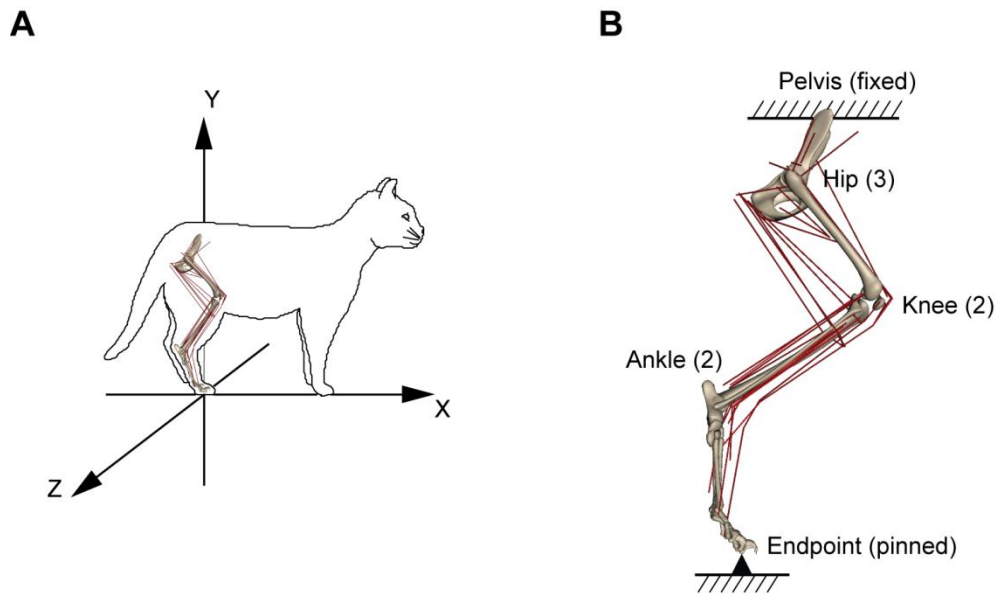 A
B
Y
X
Z
Pelvis (fixed)
Hip (3)
Knee (2)
Ankle (2)
Endpoint (pinned)